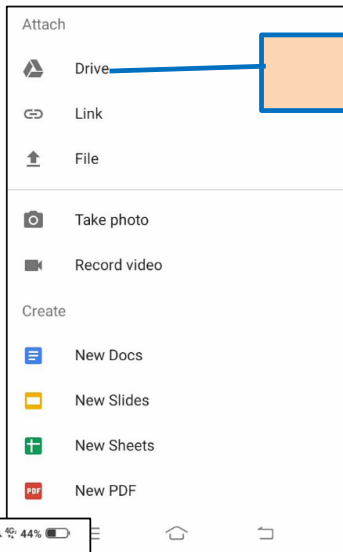 Attach
Drive
Link
File
Take photo
Record video
Create
New Docs
New Slides
New Sheets
PDF New PDF
4G 44%